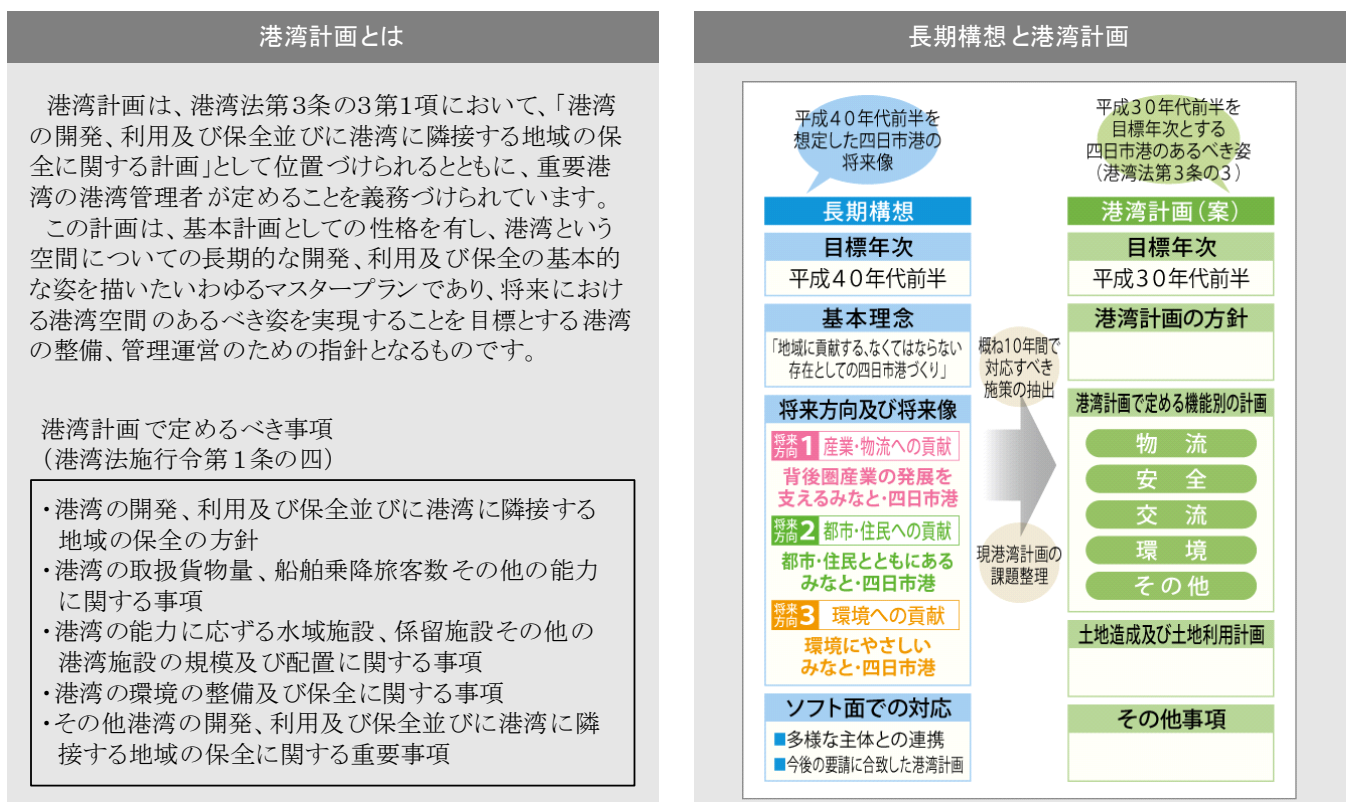 港湾計画とは
港湾計画は、港湾法第3条の3第1項において、「港湾
の開発、利用及び保全並びに港湾に隣接する地域の保
全に関する計画」として位置づけられるとともに、重要港
湾の港湾管理者が定めることを義務づけられています。
この計画は、基本計画としての性格を有し、港湾という
空間についての長期的な開発、利用及び保全の基本的
な姿を描いたいわゆるマスタープランであり、将来におけ
る港湾空間のあるべき姿を実現することを目標とする港湾
の整備、管理運営のための指針となるものです。
港湾計画で定めるべき事項
（港湾法施行令第１条の四）
・港湾の開発、利用及び保全並びに港湾に隣接する
地域の保全の方針
・港湾の取扱貨物量、船舶乗降旅客数その他の能力
に関する事項
・港湾の能力に応ずる水域施設、係留施設その他の
港湾施設の規模及び配置に関する事項
・港湾の環境の整備及び保全に関する事項
・その他港湾の開発、利用及び保全並びに港湾に隣
接する地域の保全に関する重要事項
長期構想と港湾計画
平成４０年代前半を
想定した四日市港の
将来像
長期構想
目標年次
平成４０年代前半
基本理念
「地域に貢献する、なくてはならない
存在としての四日市港づくり」
将来方向及び将来像
将来方向1 産業・物流への貢献
背後圏産業の発展を
支えるみなと・四日市港
将来方向2 都市・住民への貢献
都市・住民とともにある
みなと・四日市港
将来方向3 環境への貢献
環境にやさしい
みなと・四日市港
ソフト面での対応
■多様な主体との連携
■今後の要請に合致した港湾計画
概ね10年間で
対応すべき
施策の抽出
現港湾計画の
課題整理
平成３０年代前半を
目標年次とする
四日市港のあるべき姿
（港湾法第３条の３）
港湾計画（案）
目標年次
平成３０年代前半
港湾計画の方針
港湾計画で定める機能別の計画
物　流
安　全
交　流
環　境
その他
土地造成及び土地利用計画
その他事項